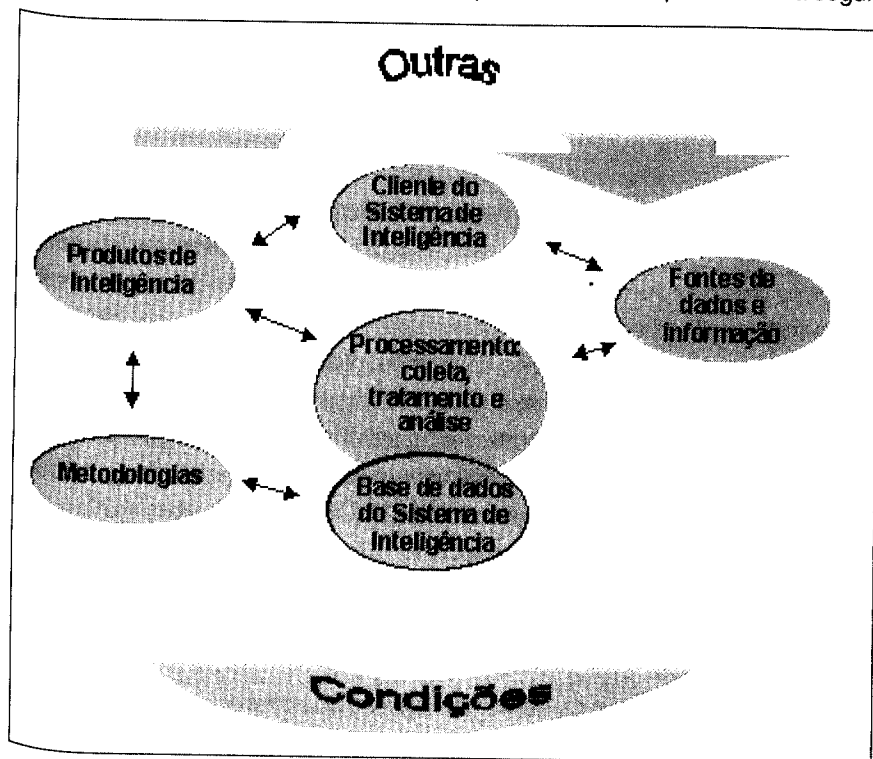 Outras
Cliente do
Sistema de
Inteligência
Produtos de
Inteligência
Fontes de
dados e
informação
Processamento:
coleta,
tratamento e
análise
Metodologias
Base de dados
do Sistema de
Inteligência
Condições